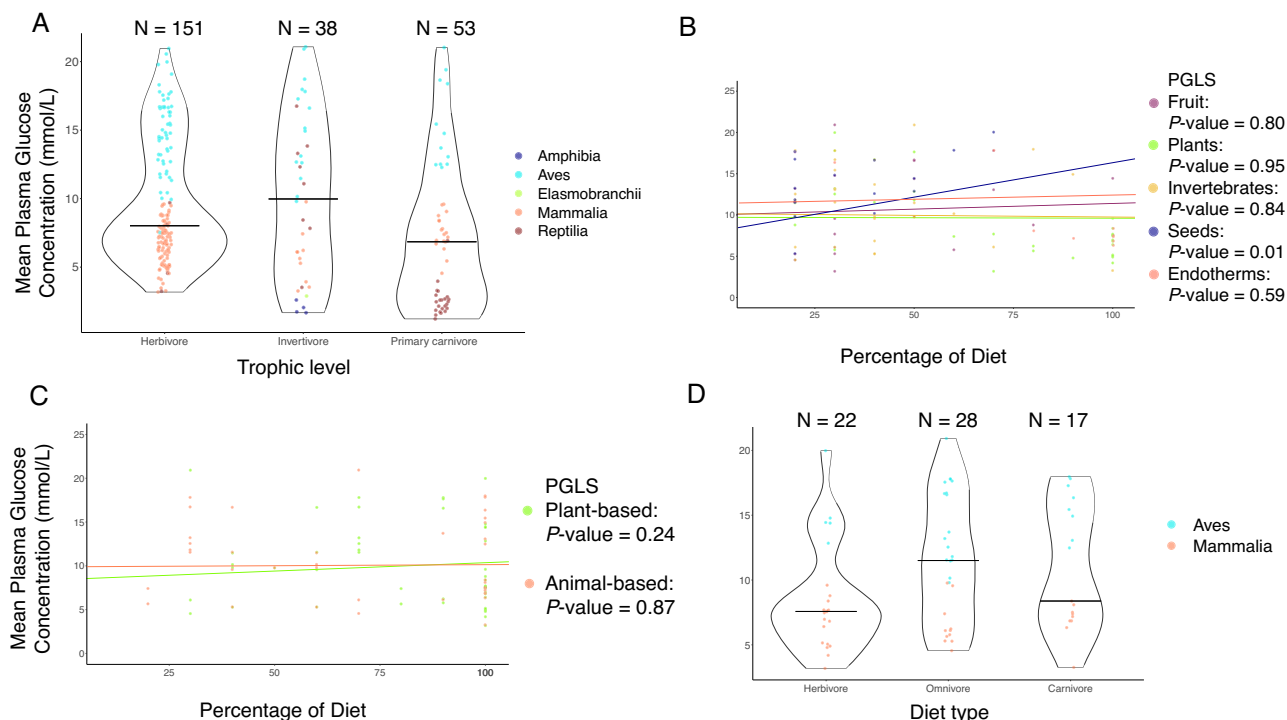 A
N = 151
N = 38
N = 53
Mean Plasma Glucose
Concentration (mmol/L)
20
15
10
5
Herbivore
Invertivore
Primary carnivore
Trophic level
Amphibia
Aves
Elasmobranchii
Mammalia
Reptilia
B
25
20
15
10
5
0
25
50
75
100
Percentage of Diet
PGLS
Fruit:
P-value = 0.80
Plants:
P-value = 0.95
Invertebrates:
P-value = 0.84
Seeds:
P-value = 0.01
Endotherms:
P-value = 0.59
C
Mean Plasma Glucose
Concentration (mmol/L)
25
20
15
10
5
0
25
50
75
100
Percentage of Diet
PGLS
Plant-based:
P-value = 0.24
Animal-based:
P-value = 0.87
D
N = 22
N = 28
N = 17
20
15
10
5
Herbivore
Omnivore
Carnivore
Diet type
Aves
Mammalia